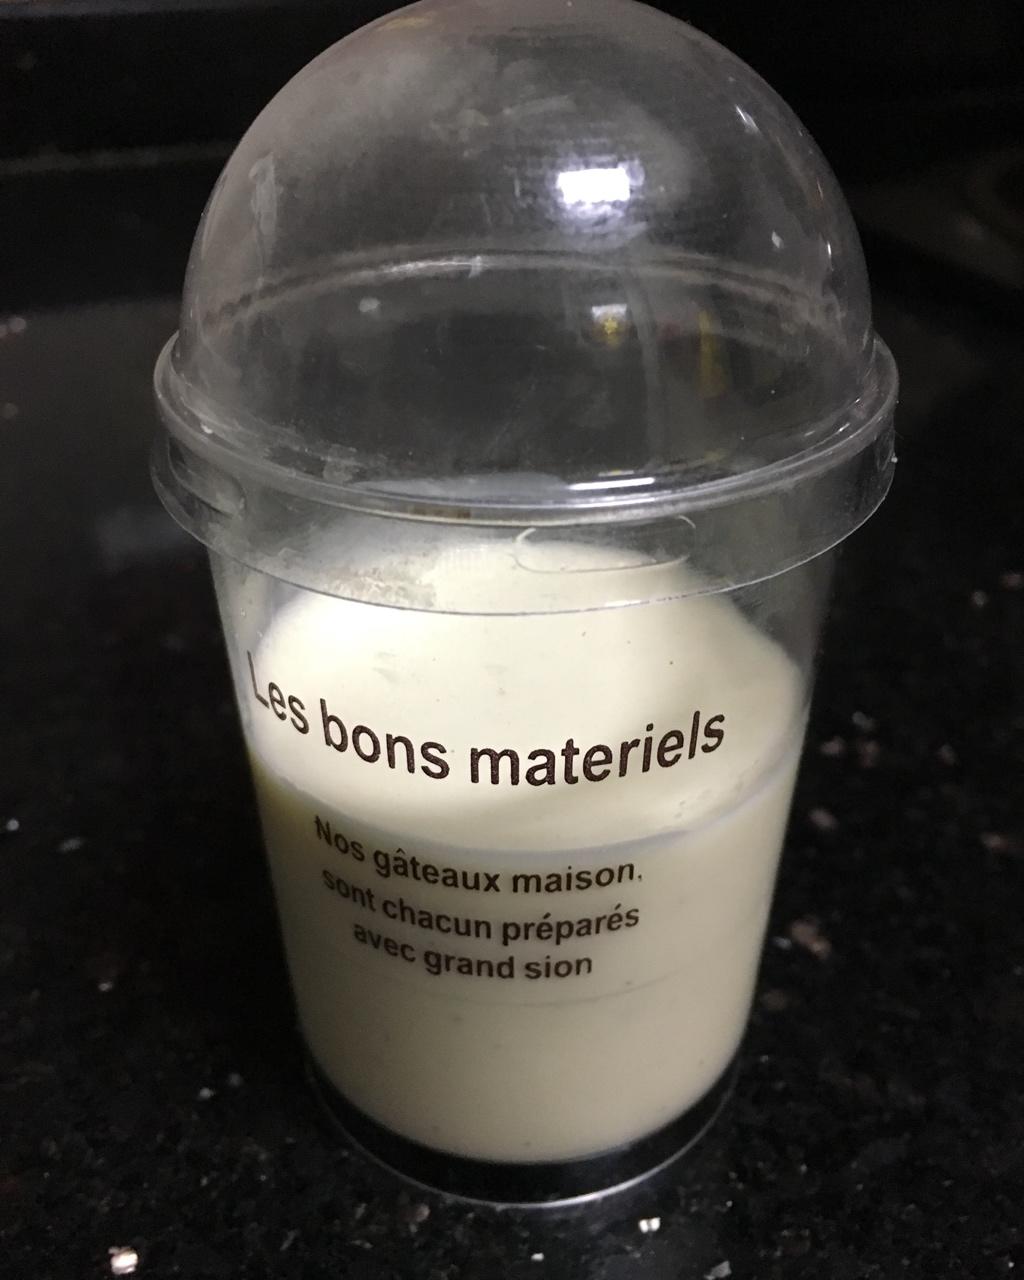 Les bons materiels
Nos gâteaux maison,
sont chacun préparés
avec grand sion